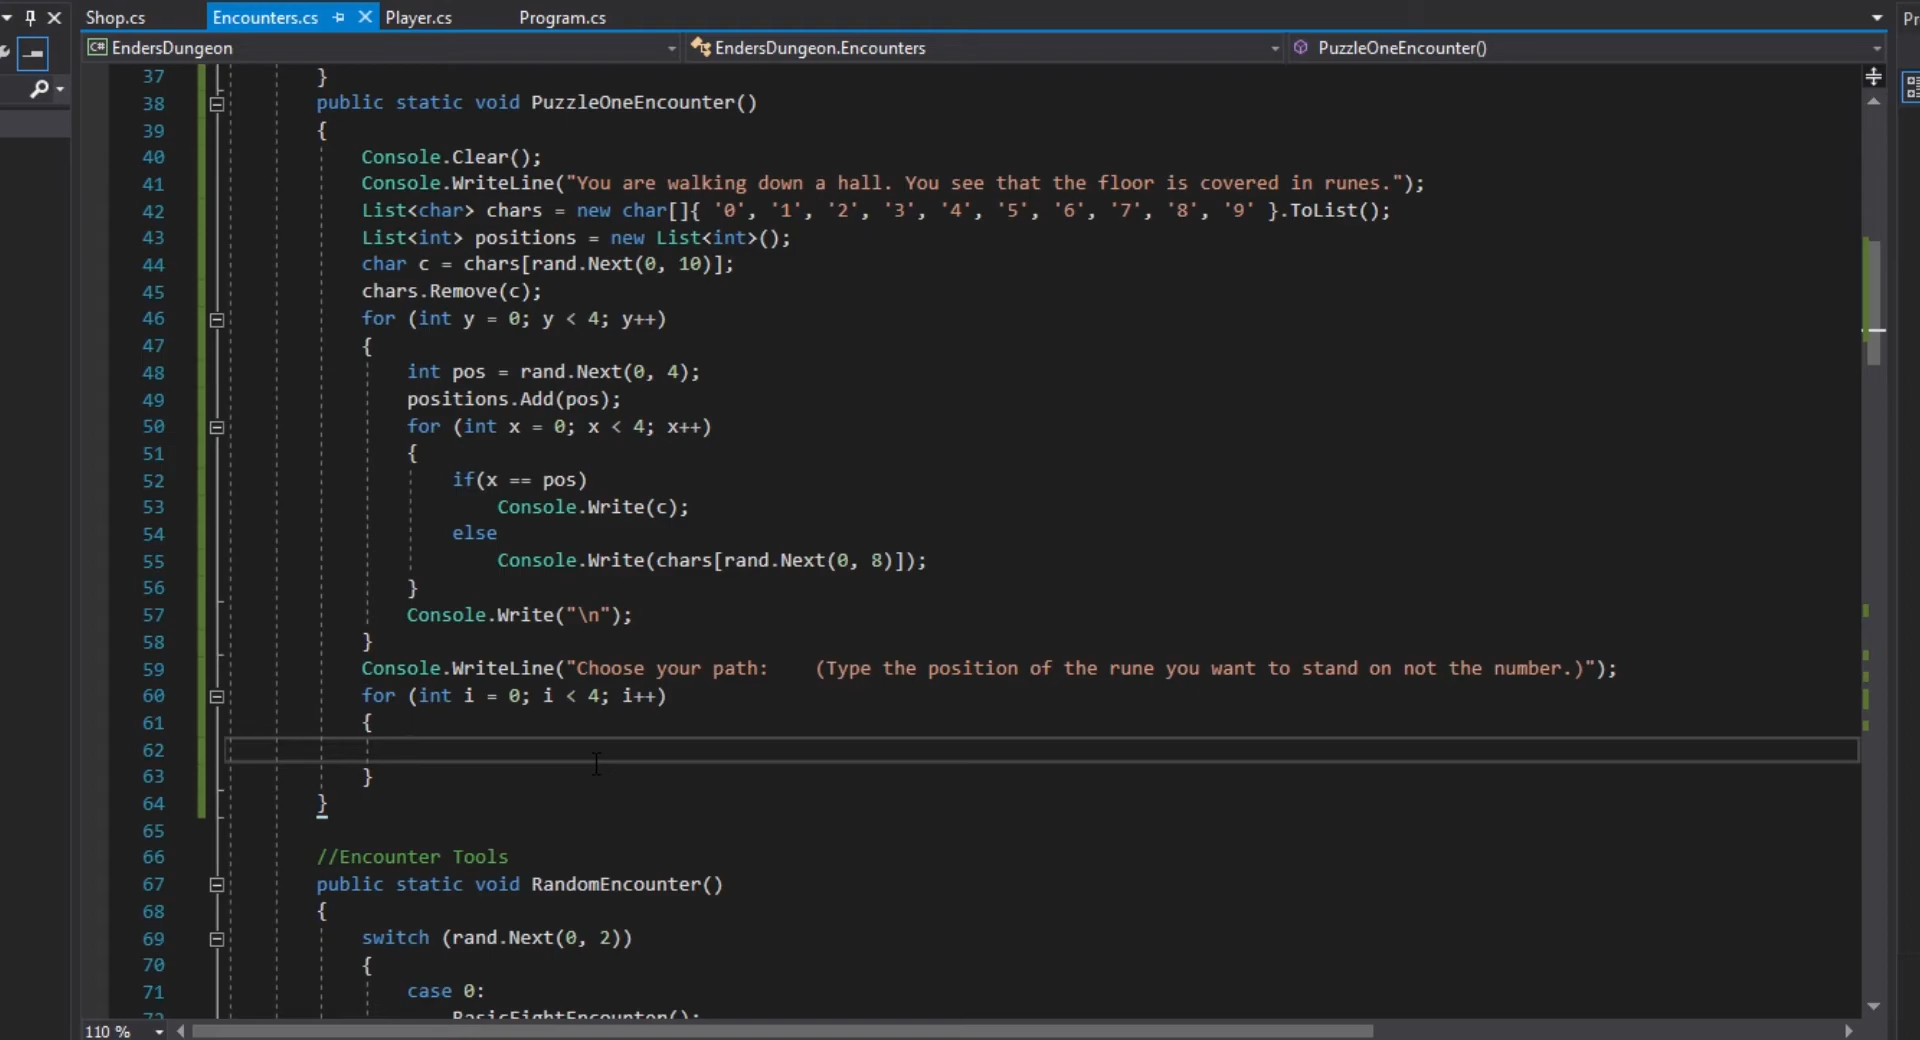 Shop.cs Encounters.cs Player.cs Program.cs Pr
C# EndersDungeon EndersDungeon.Encounters PuzzleOneEncounter()
37 }
38 public static void PuzzleOneEncounter()
39 {
40 Console.Clear();
41 Console.WriteLine("You are walking down a hall. You see that the floor is covered in runes.");
42 List<char> chars = new char[]{ '0', '1', '2', '3', '4', '5', '6', '7', '8', '9' }.ToList();
43 List<int> positions = new List<int>();
44 char c = chars[rand.Next(0, 10)];
45 chars.Remove(c);
46 for (int y = 0; y < 4; y++)
47 {
48 int pos = rand.Next(0, 4);
49 positions.Add(pos);
50 for (int x = 0; x < 4; x++)
51 {
52 if(x == pos)
53 Console.Write(c);
54 else
55 Console.Write(chars[rand.Next(0, 8)]);
56 }
57 Console.Write("\n");
58 }
59 Console.WriteLine("Choose your path:    (Type the position of the rune you want to stand on not the number.)");
60 for (int i = 0; i < 4; i++)
61 {
62
63 }
64 }
65
66 //Encounter Tools
67 public static void RandomEncounter()
68 {
69 switch (rand.Next(0, 2))
70 {
71 case 0:
72 BasicFightEncounter();
110 %